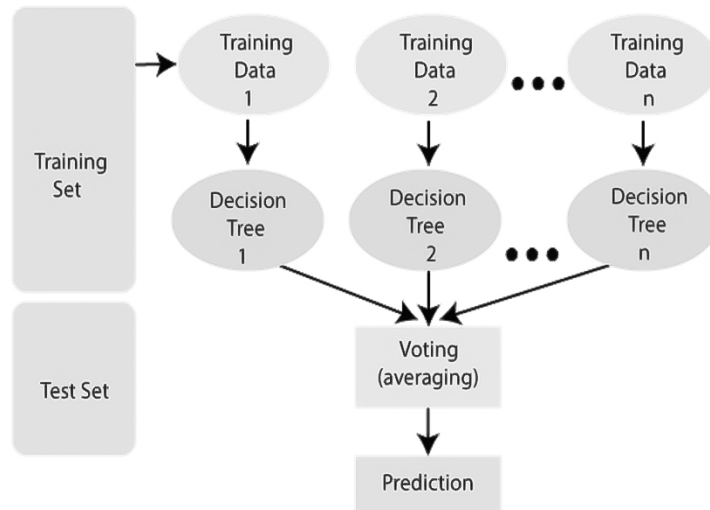 Training
Set
Test Set
Training
Data
1
Training
Data
2
Training
Data
n
Decision
Tree
1
Decision
Tree
2
Decision
Tree
n
Voting
(averaging)
Prediction